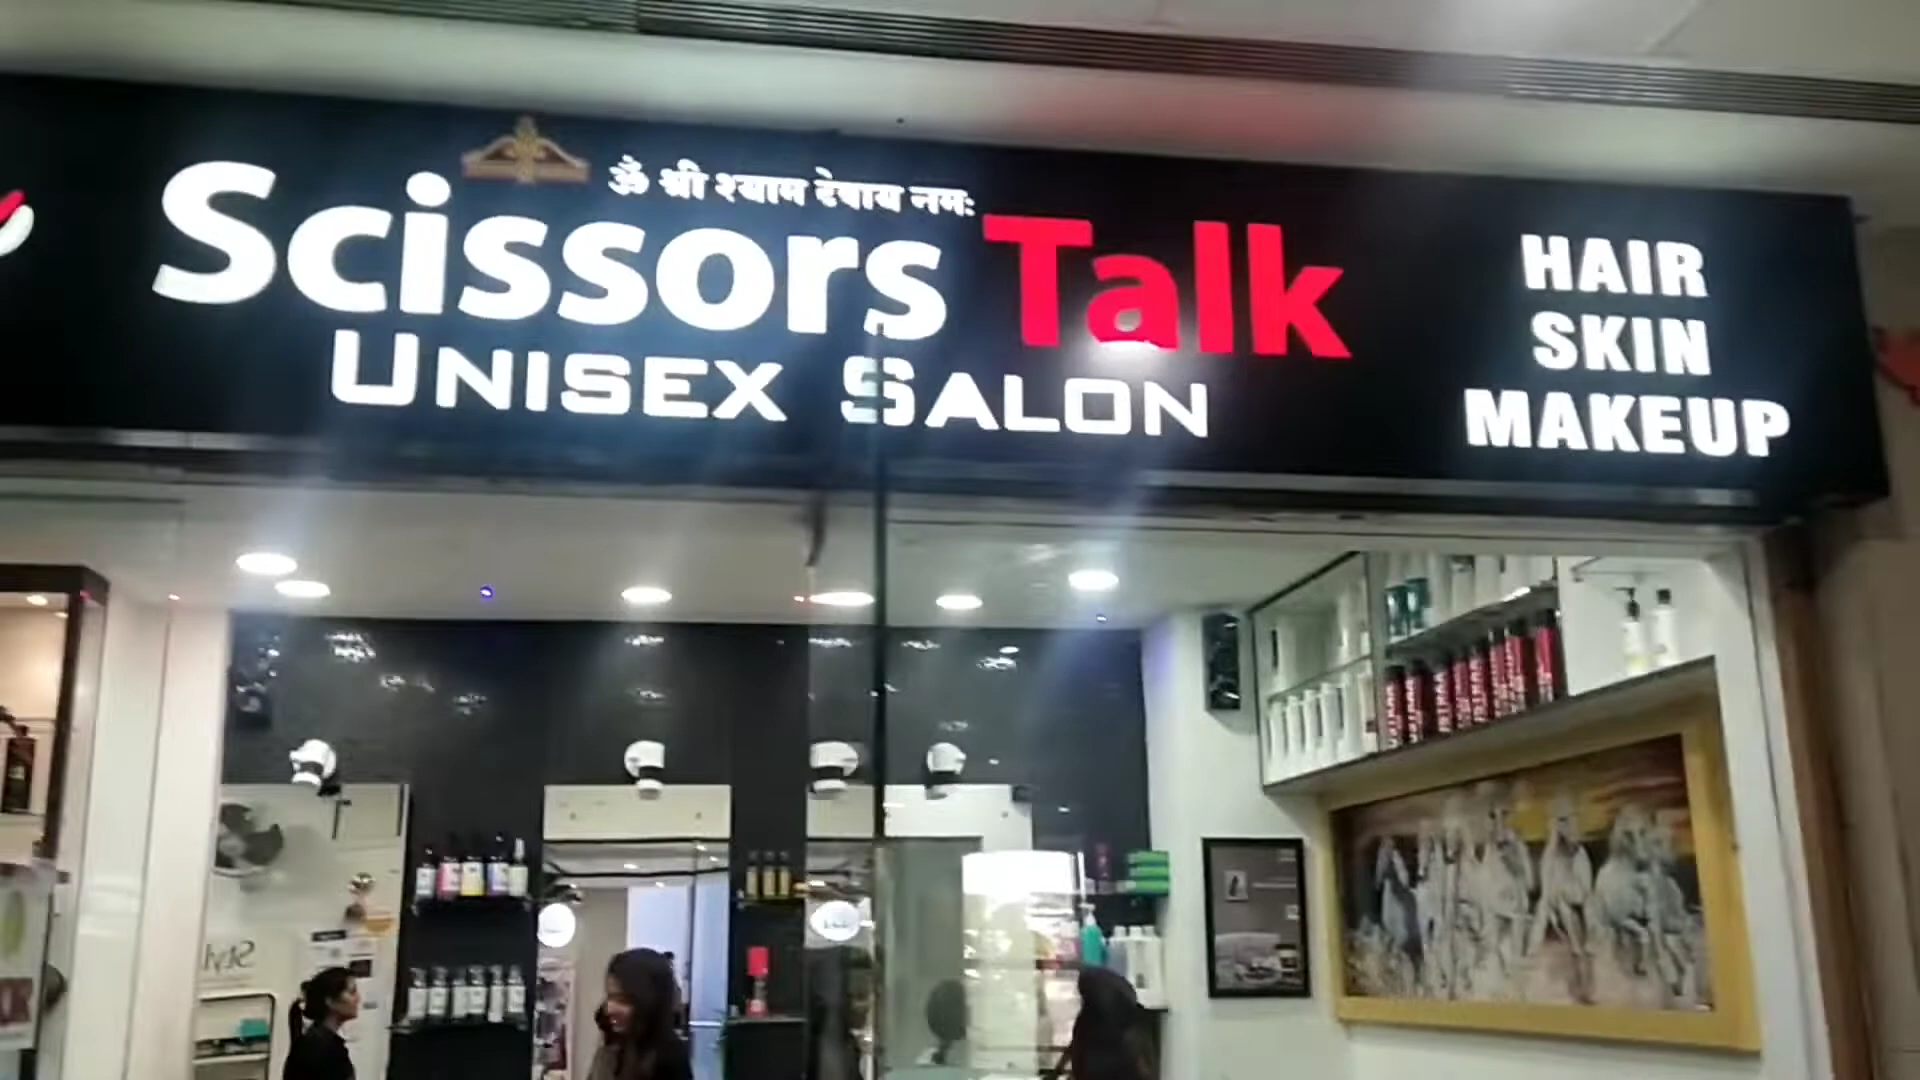 ॐ श्री श्याम देवाय नमः
Scissors Talk
UNISEX SALON
HAIR
SKIN
MAKEUP